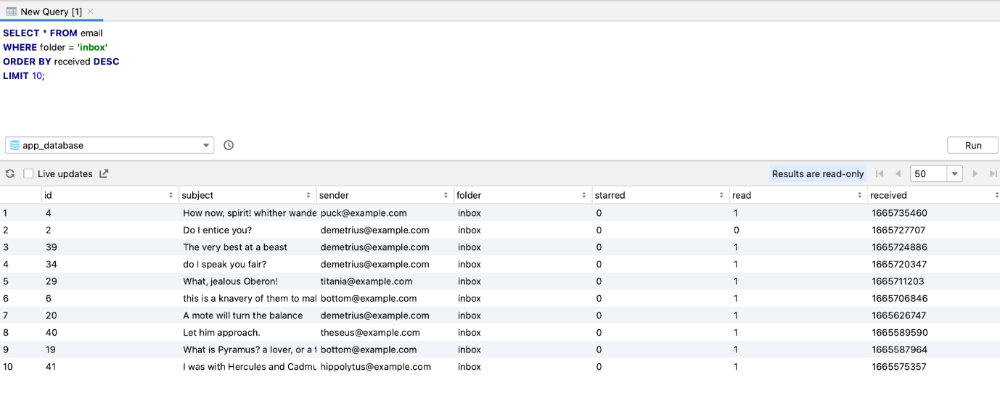 New Query [1]
SELECT * FROM email
WHERE folder = 'inbox'
ORDER BY received DESC
LIMIT 10;
app_database
Run
Live updates
Results are read-only
50
id subject sender folder starred read received
1 4 How now, spirit! whither wande puck@example.com inbox 0 1 1665735460
2 2 Do I entice you? demetrius@example.com inbox 0 0 1665727707
3 39 The very best at a beast demetrius@example.com inbox 0 1 1665724886
4 34 do I speak you fair? demetrius@example.com inbox 0 1 1665720347
5 29 What, jealous Oberon! titania@example.com inbox 0 1 1665711203
6 6 this is a knavery of them to mal bottom@example.com inbox 0 1 1665706846
7 20 A mote will turn the balance demetrius@example.com inbox 0 1 1665626747
8 40 Let him approach. theseus@example.com inbox 0 1 1665589590
9 19 What is Pyramus? a lover, or a t bottom@example.com inbox 0 1 1665587964
10 41 I was with Hercules and Cadmu hippolytus@example.com inbox 0 1 1665575357